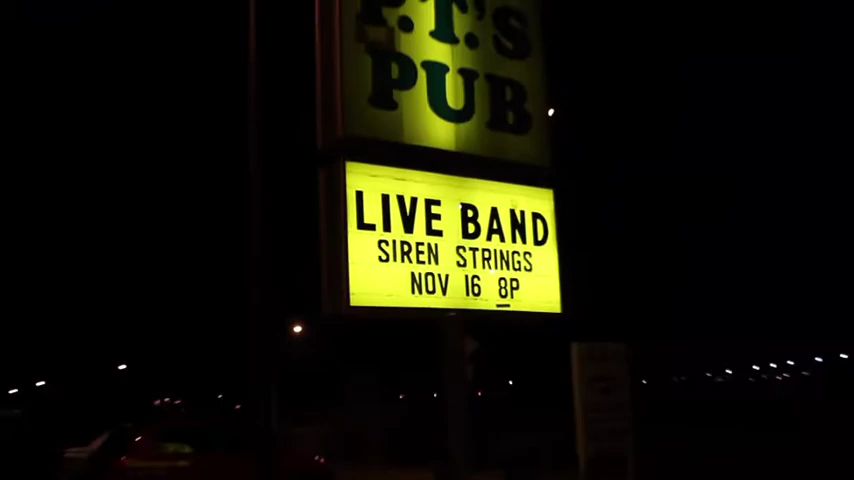 P.T.'S
PUB
LIVE BAND
SIREN STRINGS
NOV 16 8P